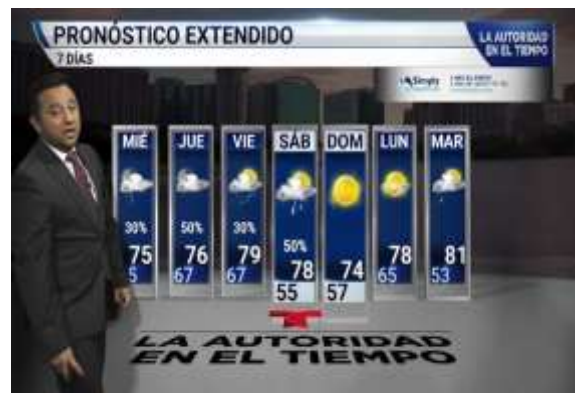 PRONÓSTICO EXTENDIDO
7 DÍAS
LA AUTORIDAD
EN EL TIEMPO
Simply
MIÉ JUE VIE SÁB DOM LUN MAR
30% 50% 30% 50%
75 76 79 78 74 78 81
5 67 67 55 57 65 53
LA AUTORIDAD
EN EL TIEMPO